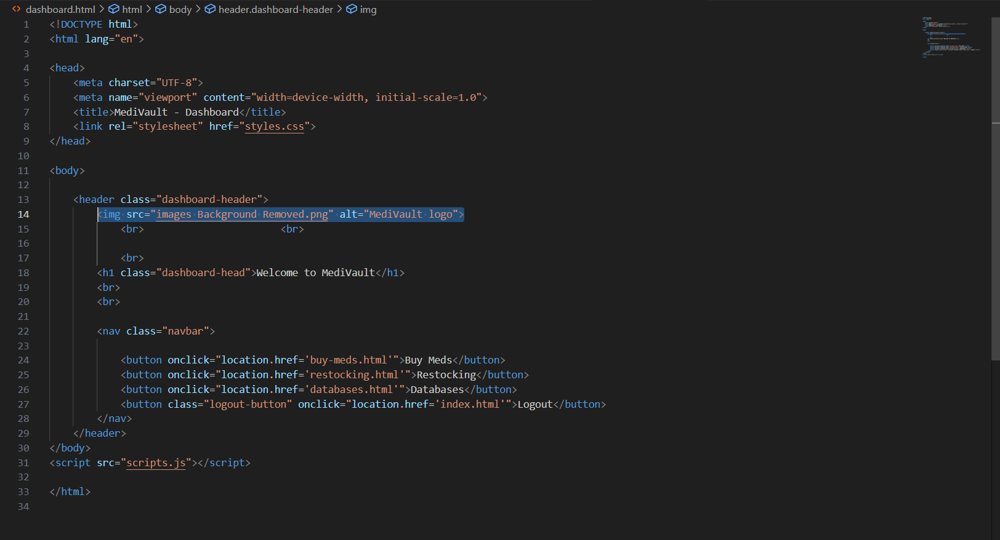 dashboard.html > html > body > header.dashboard-header > img
1 <!DOCTYPE html>
2 <html lang="en">
3
4 <head>
5     <meta charset="UTF-8">
6     <meta name="viewport" content="width=device-width, initial-scale=1.0">
7     <title>MediVault - Dashboard</title>
8     <link rel="stylesheet" href="styles.css">
9 </head>
10
11 <body>
12
13     <header class="dashboard-header">
14         <img src="images Background Removed.png" alt="MediVault logo">
15             <br>                       <br>
16
17             <br>
18         <h1 class="dashboard-head">Welcome to MediVault</h1>
19         <br>
20         <br>
21
22         <nav class="navbar">
23
24             <button onclick="location.href='buy-meds.html'">Buy Meds</button>
25             <button onclick="location.href='restocking.html'">Restocking</button>
26             <button onclick="location.href='databases.html'">Databases</button>
27             <button class="logout-button" onclick="location.href='index.html'">Logout</button>
28         </nav>
29     </header>
30 </body>
31 <script src="scripts.js"></script>
32
33 </html>
34